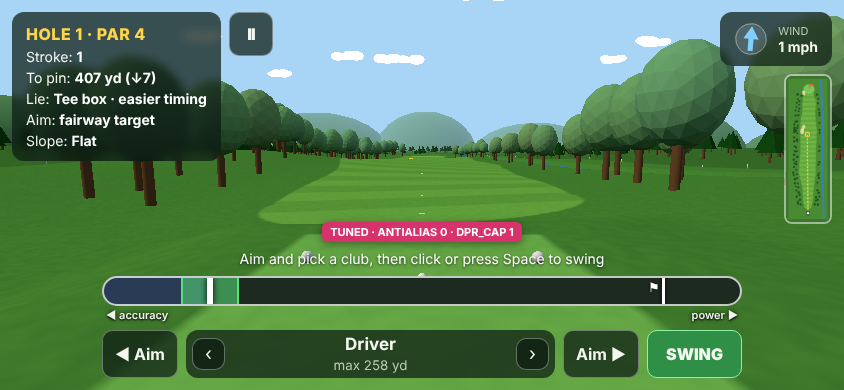 HOLE 1 · PAR 4
Stroke: 1
To pin: 407 yd (↓7)
Lie: Tee box · easier timing
Aim: fairway target
Slope: Flat
WIND
1 mph
TUNED · ANTIALIAS 0 · DPR_CAP 1
Aim and pick a club, then click or press Space to swing
◀ accuracy
power ▶
◀ Aim
‹
Driver
max 258 yd
›
Aim ▶
SWING